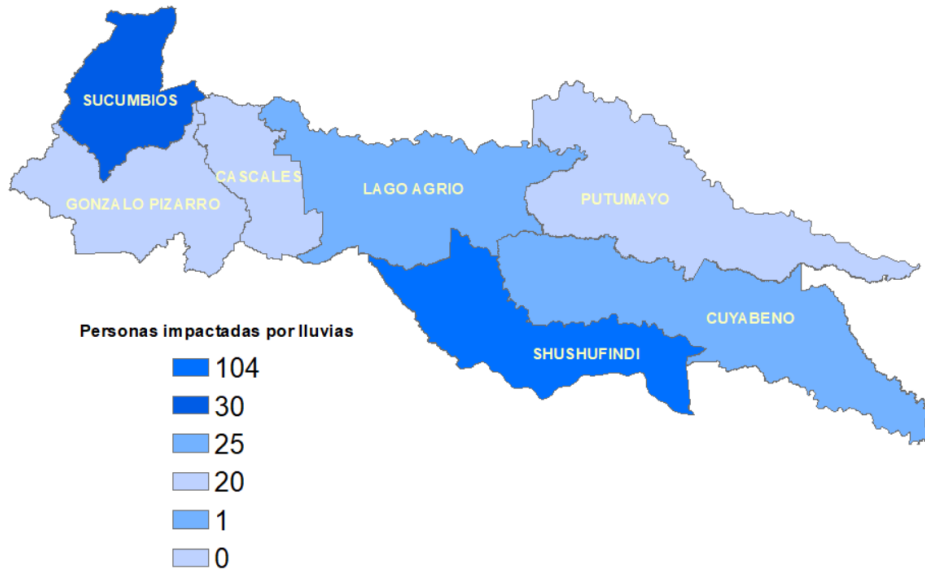 SUCUMBIOS
CASCALES
LAGO AGRIO
GONZALO PIZARRO
PUTUMAYO
CUYABENO
SHUSHUFINDI
Personas impactadas por lluvias
104
30
25
20
1
0